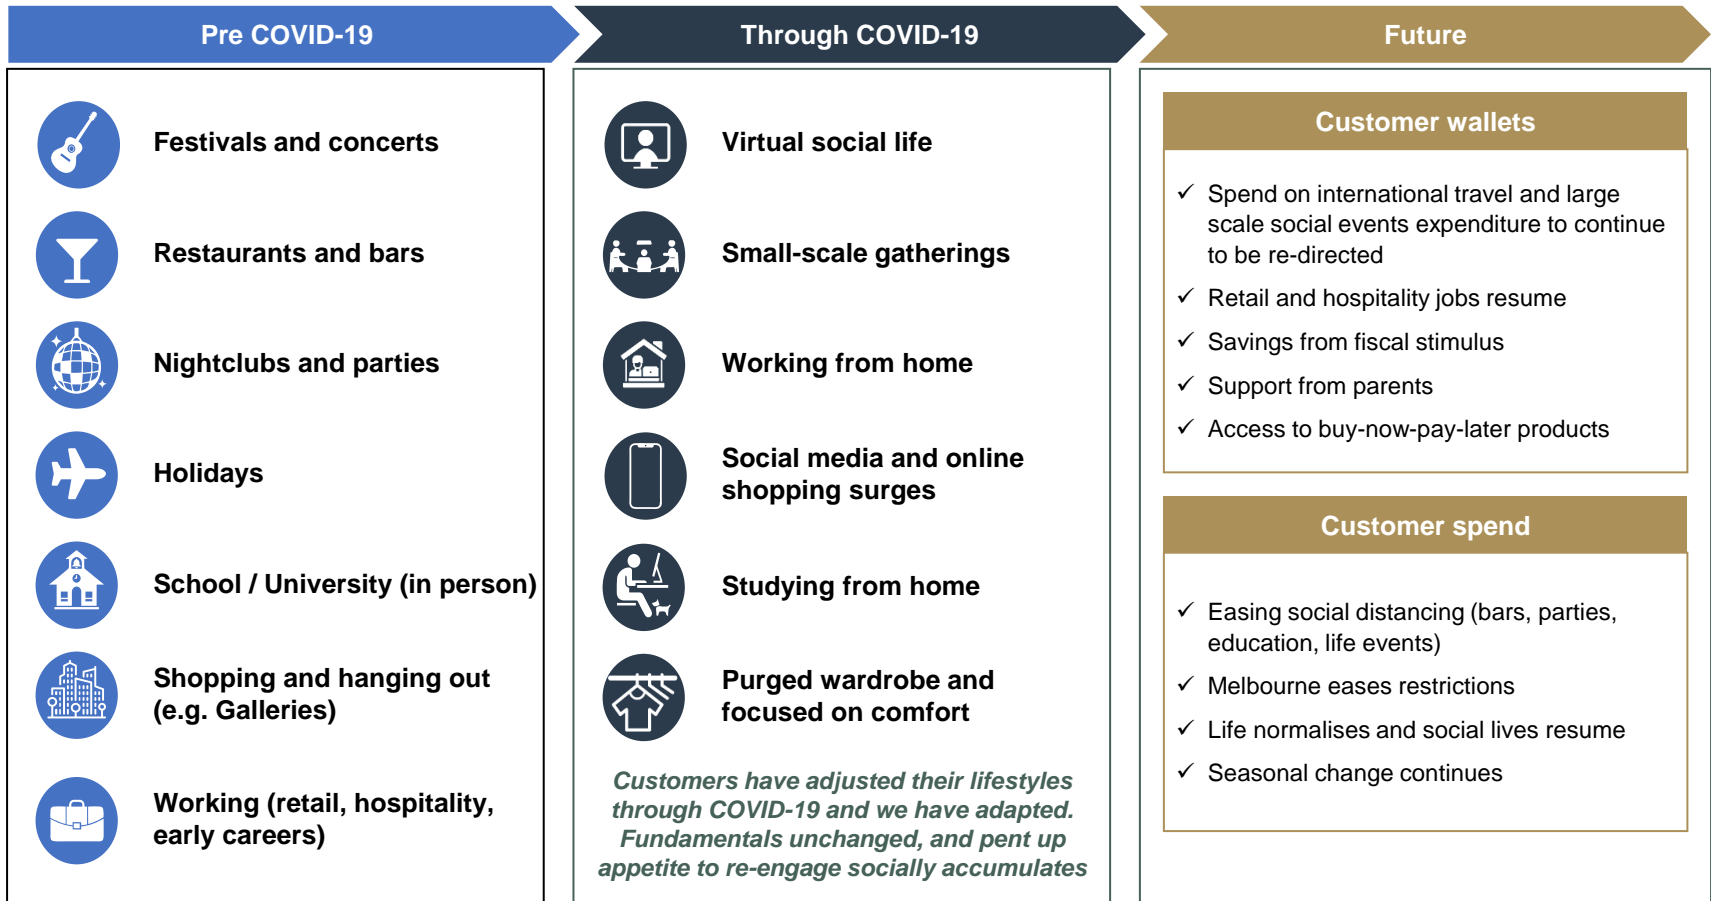 Pre COVID-19
Through COVID-19
Future
Festivals and concerts
Restaurants and bars
Nightclubs and parties
Holidays
School / University (in person)
Shopping and hanging out
(e.g. Galleries)
Working (retail, hospitality,
early careers)
Virtual social life
Small-scale gatherings
Working from home
Social media and online
shopping surges
Studying from home
Purged wardrobe and
focused on comfort
Customers have adjusted their lifestyles
through COVID-19 and we have adapted.
Fundamentals unchanged, and pent up
appetite to re-engage socially accumulates
Customer wallets
✓ Spend on international travel and large
scale social events expenditure to continue
to be re-directed
✓ Retail and hospitality jobs resume
✓ Savings from fiscal stimulus
✓ Support from parents
✓ Access to buy-now-pay-later products
Customer spend
✓ Easing social distancing (bars, parties,
education, life events)
✓ Melbourne eases restrictions
✓ Life normalises and social lives resume
✓ Seasonal change continues